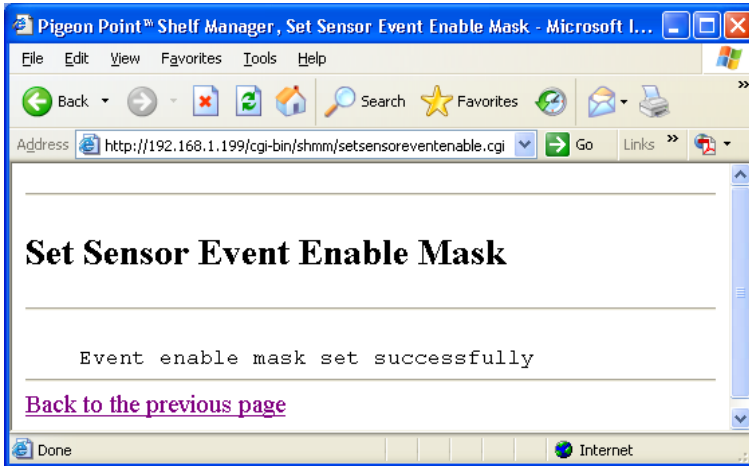 Pigeon Point™ Shelf Manager, Set Sensor Event Enable Mask - Microsoft I...
File Edit View Favorites Tools Help
Back Search Favorites »
Address http://192.168.1.199/cgi-bin/shmm/setsensoreventenable.cgi Go Links »
Set Sensor Event Enable Mask
Event enable mask set successfully
Back to the previous page
Done Internet